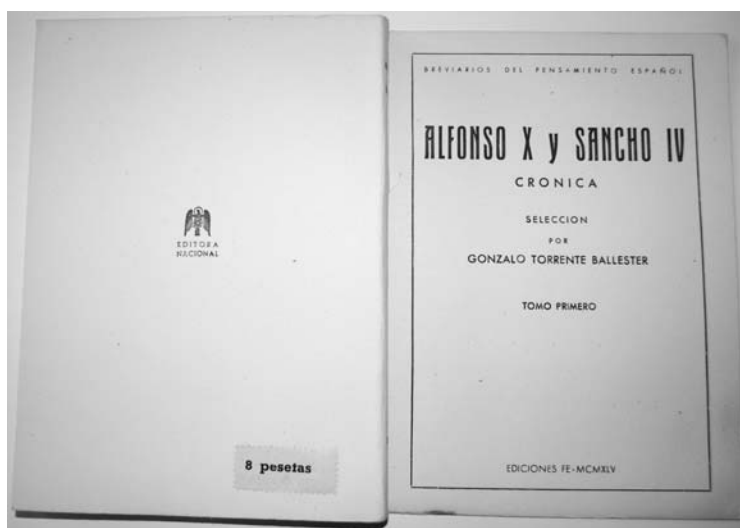 EDITORA
NACIONAL
8 pesetas
BREVIARIOS DEL PENSAMIENTO ESPAÑOL
ALFONSO X y SANCHO IV
CRONICA
SELECCION
POR
GONZALO TORRENTE BALLESTER
TOMO PRIMERO
EDICIONES FE-MCMXLV